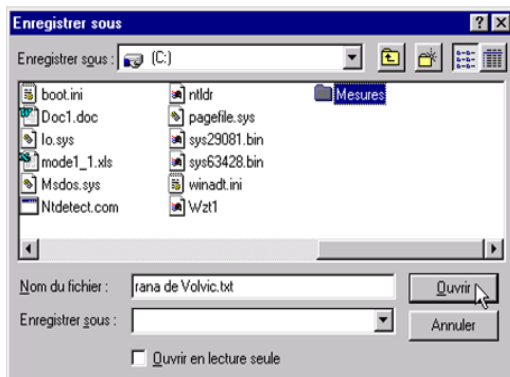 Enregistrer sous
Enregistrer sous : (C:)
boot.ini
Doc1.doc
Io.sys
mode1_1.xls
Msdos.sys
Ntdetect.com
ntldr
pagefile.sys
sys29081.bin
sys63428.bin
winadt.ini
Wzt1
Mesures
Nom du fichier : rana de Volvic.txt
Ouvrir
Enregistrer sous :
Annuler
Ouvrir en lecture seule